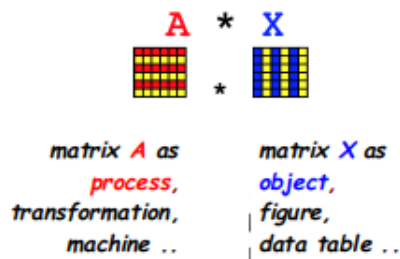 A * X
*
matrix A as
process,
transformation,
machine ..
matrix X as
object,
figure,
data table ..